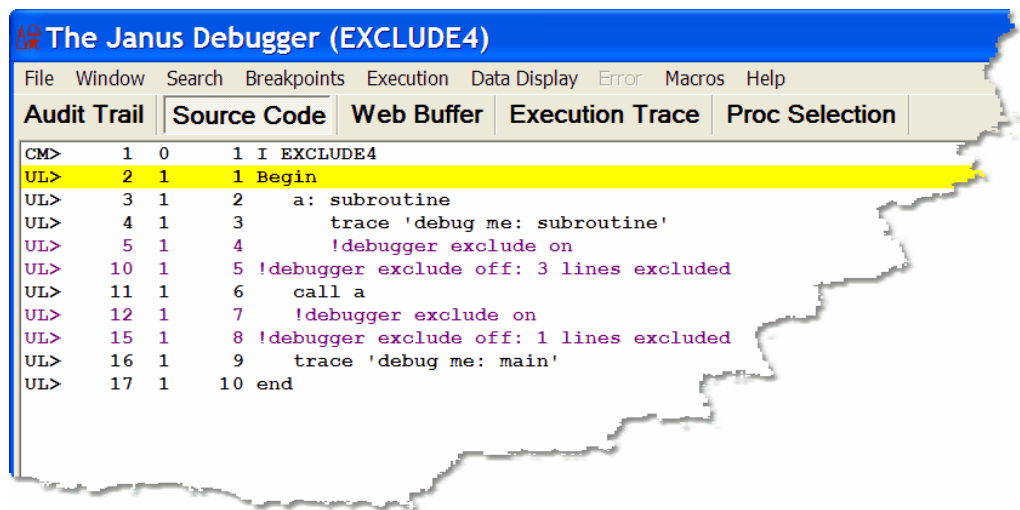 The Janus Debugger (EXCLUDE4)
File Window Search Breakpoints Execution Data Display Error Macros Help
Audit Trail Source Code Web Buffer Execution Trace Proc Selection
CM> 1 0 1 I EXCLUDE4
UL> 2 1 1 Begin
UL> 3 1 2 a: subroutine
UL> 4 1 3 trace 'debug me: subroutine'
UL> 5 1 4 !debugger exclude on
UL> 10 1 5 !debugger exclude off: 3 lines excluded
UL> 11 1 6 call a
UL> 12 1 7 !debugger exclude on
UL> 15 1 8 !debugger exclude off: 1 lines excluded
UL> 16 1 9 trace 'debug me: main'
UL> 17 1 10 end